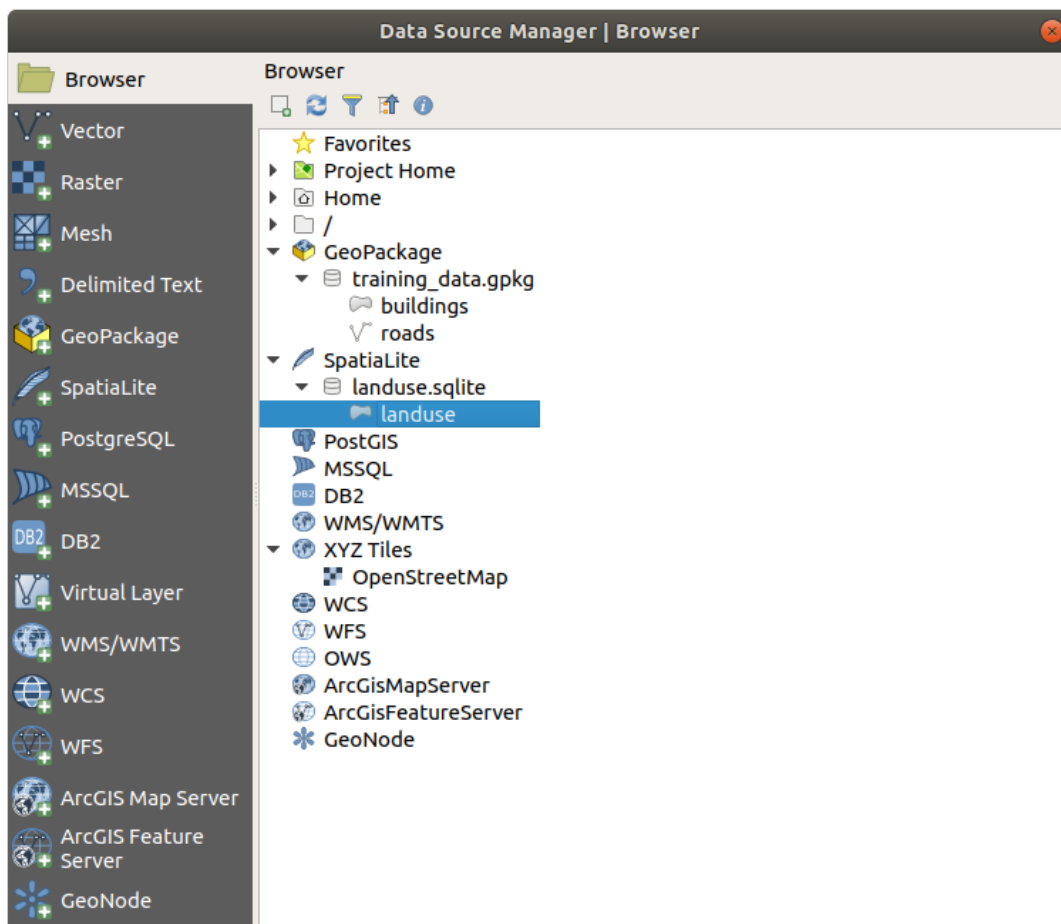 Data Source Manager | Browser
Browser
Vector
Raster
Mesh
Delimited Text
GeoPackage
SpatiaLite
PostgreSQL
MSSQL
DB2
DB2
Virtual Layer
WMS/WMTS
WCS
WFS
ArcGIS Map Server
ArcGIS Feature
Server
GeoNode
Browser
Favorites
Project Home
Home
/
GeoPackage
training_data.gpkg
buildings
roads
SpatiaLite
landuse.sqlite
landuse
PostGIS
MSSQL
DB2 DB2
WMS/WMTS
XYZ Tiles
OpenStreetMap
WCS
WFS
OWS
ArcGisMapServer
ArcGisFeatureServer
GeoNode